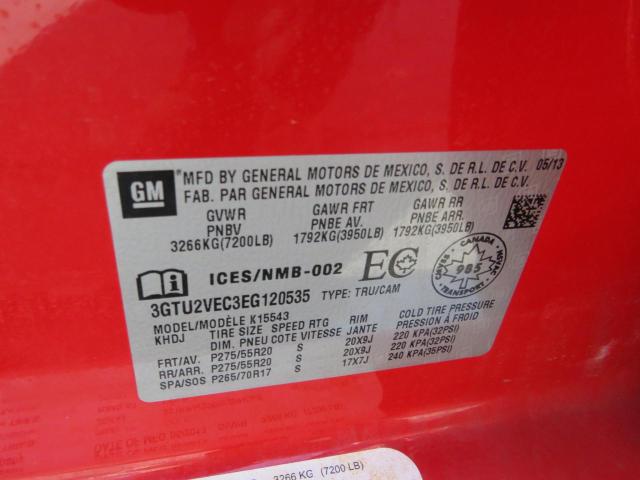 GM
*MFD BY GENERAL MOTORS DE MEXICO, S. DE R.L. DE C.V. 05/13
FAB. PAR GENERAL MOTORS DE MEXICO, S. DE R.L. DE C.V.
GVWR GAWR FRT GAWR RR
PNBV PNBE AV. PNBE ARR.
3266KG(7200LB) 1792KG(3950LB) 1792KG(3950LB)
ICES/NMB-002 EC
CANADA
985
TRANSPORT
3GTU2VEC3EG120535 TYPE: TRU/CAM
MODEL/MODÈLE K15543
KHDJ TIRE SIZE SPEED RTG RIM COLD TIRE PRESSURE
DIM. PNEU COTE VITESSE JANTE PRESSION À FROID
FRT/AV. P275/55R20 S 20X9J 220 KPA(32PSI)
RR/ARR. P275/55R20 S 20X9J 220 KPA(32PSI)
SPA/SOS P265/70R17 S 17X7J 240 KPA(35PSI)
3266 KG (7200 LB)